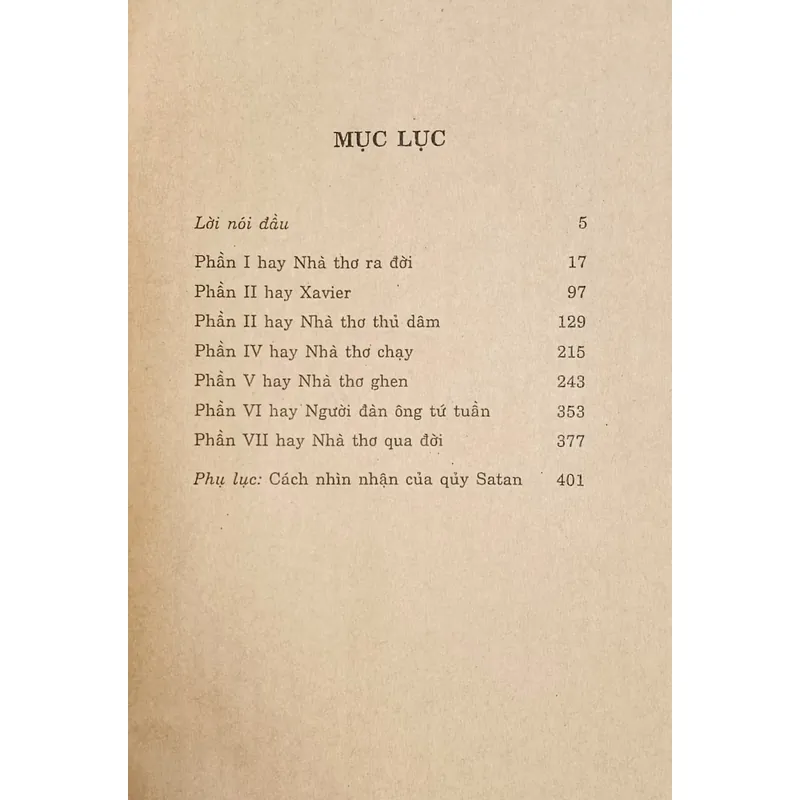 MỤC LỤC
Lời nói đầu 5
Phần I hay Nhà thơ ra đời 17
Phần II hay Xavier 97
Phần II hay Nhà thơ thủ dâm 129
Phần IV hay Nhà thơ chạy 215
Phần V hay Nhà thơ ghen 243
Phần VI hay Người đàn ông tứ tuần 353
Phần VII hay Nhà thơ qua đời 377
Phụ lục: Cách nhìn nhận của qủy Satan 401